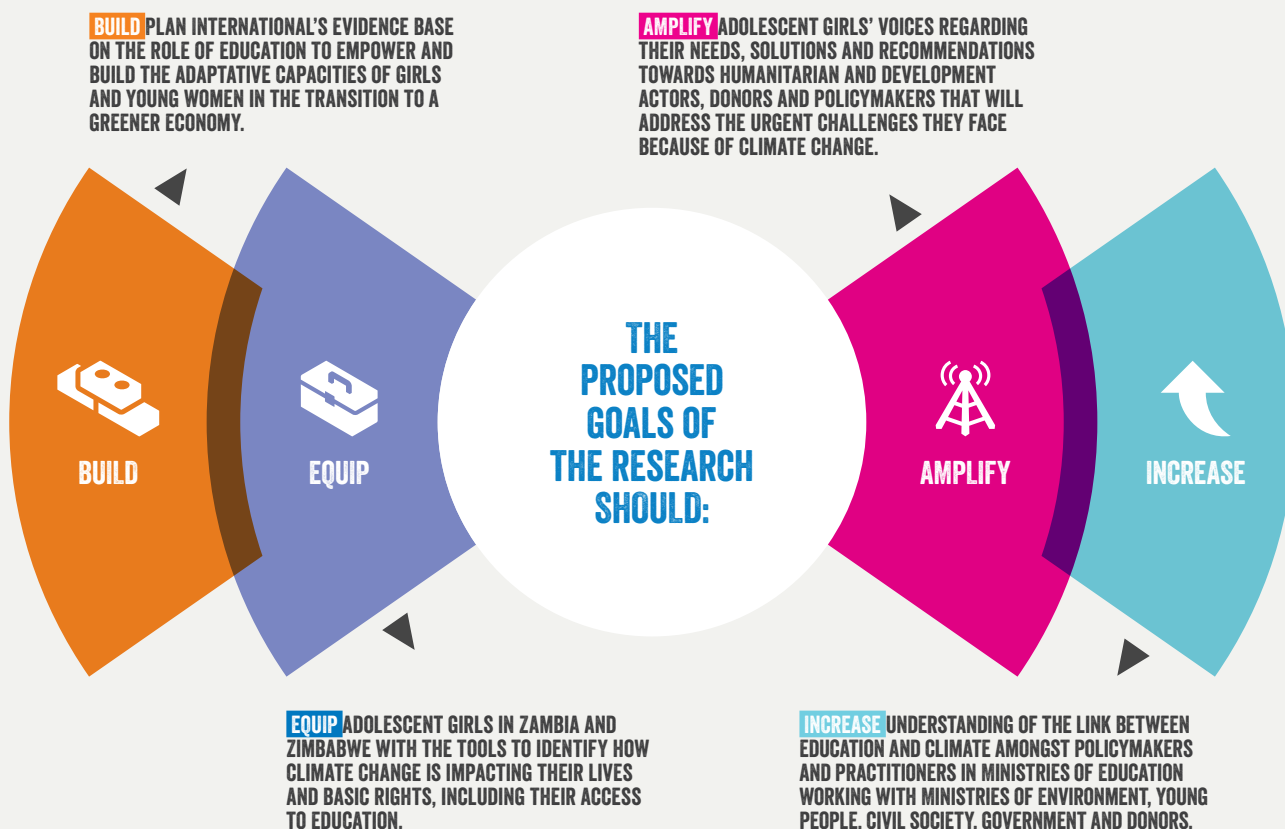 BUILD PLAN INTERNATIONAL'S EVIDENCE BASE
ON THE ROLE OF EDUCATION TO EMPOWER AND
BUILD THE ADAPTATIVE CAPACITIES OF GIRLS
AND YOUNG WOMEN IN THE TRANSITION TO A
GREENER ECONOMY.
AMPLIFY ADOLESCENT GIRLS' VOICES REGARDING
THEIR NEEDS, SOLUTIONS AND RECOMMENDATIONS
TOWARDS HUMANITARIAN AND DEVELOPMENT
ACTORS, DONORS AND POLICYMAKERS THAT WILL
ADDRESS THE URGENT CHALLENGES THEY FACE
BECAUSE OF CLIMATE CHANGE.
BUILD
EQUIP
THE
PROPOSED
GOALS OF
THE RESEARCH
SHOULD:
AMPLIFY
INCREASE
EQUIP ADOLESCENT GIRLS IN ZAMBIA AND
ZIMBABWE WITH THE TOOLS TO IDENTIFY HOW
CLIMATE CHANGE IS IMPACTING THEIR LIVES
AND BASIC RIGHTS, INCLUDING THEIR ACCESS
TO EDUCATION.
INCREASE UNDERSTANDING OF THE LINK BETWEEN
EDUCATION AND CLIMATE AMONGST POLICYMAKERS
AND PRACTITIONERS IN MINISTRIES OF EDUCATION
WORKING WITH MINISTRIES OF ENVIRONMENT, YOUNG
PEOPLE, CIVIL SOCIETY, GOVERNMENT AND DONORS.